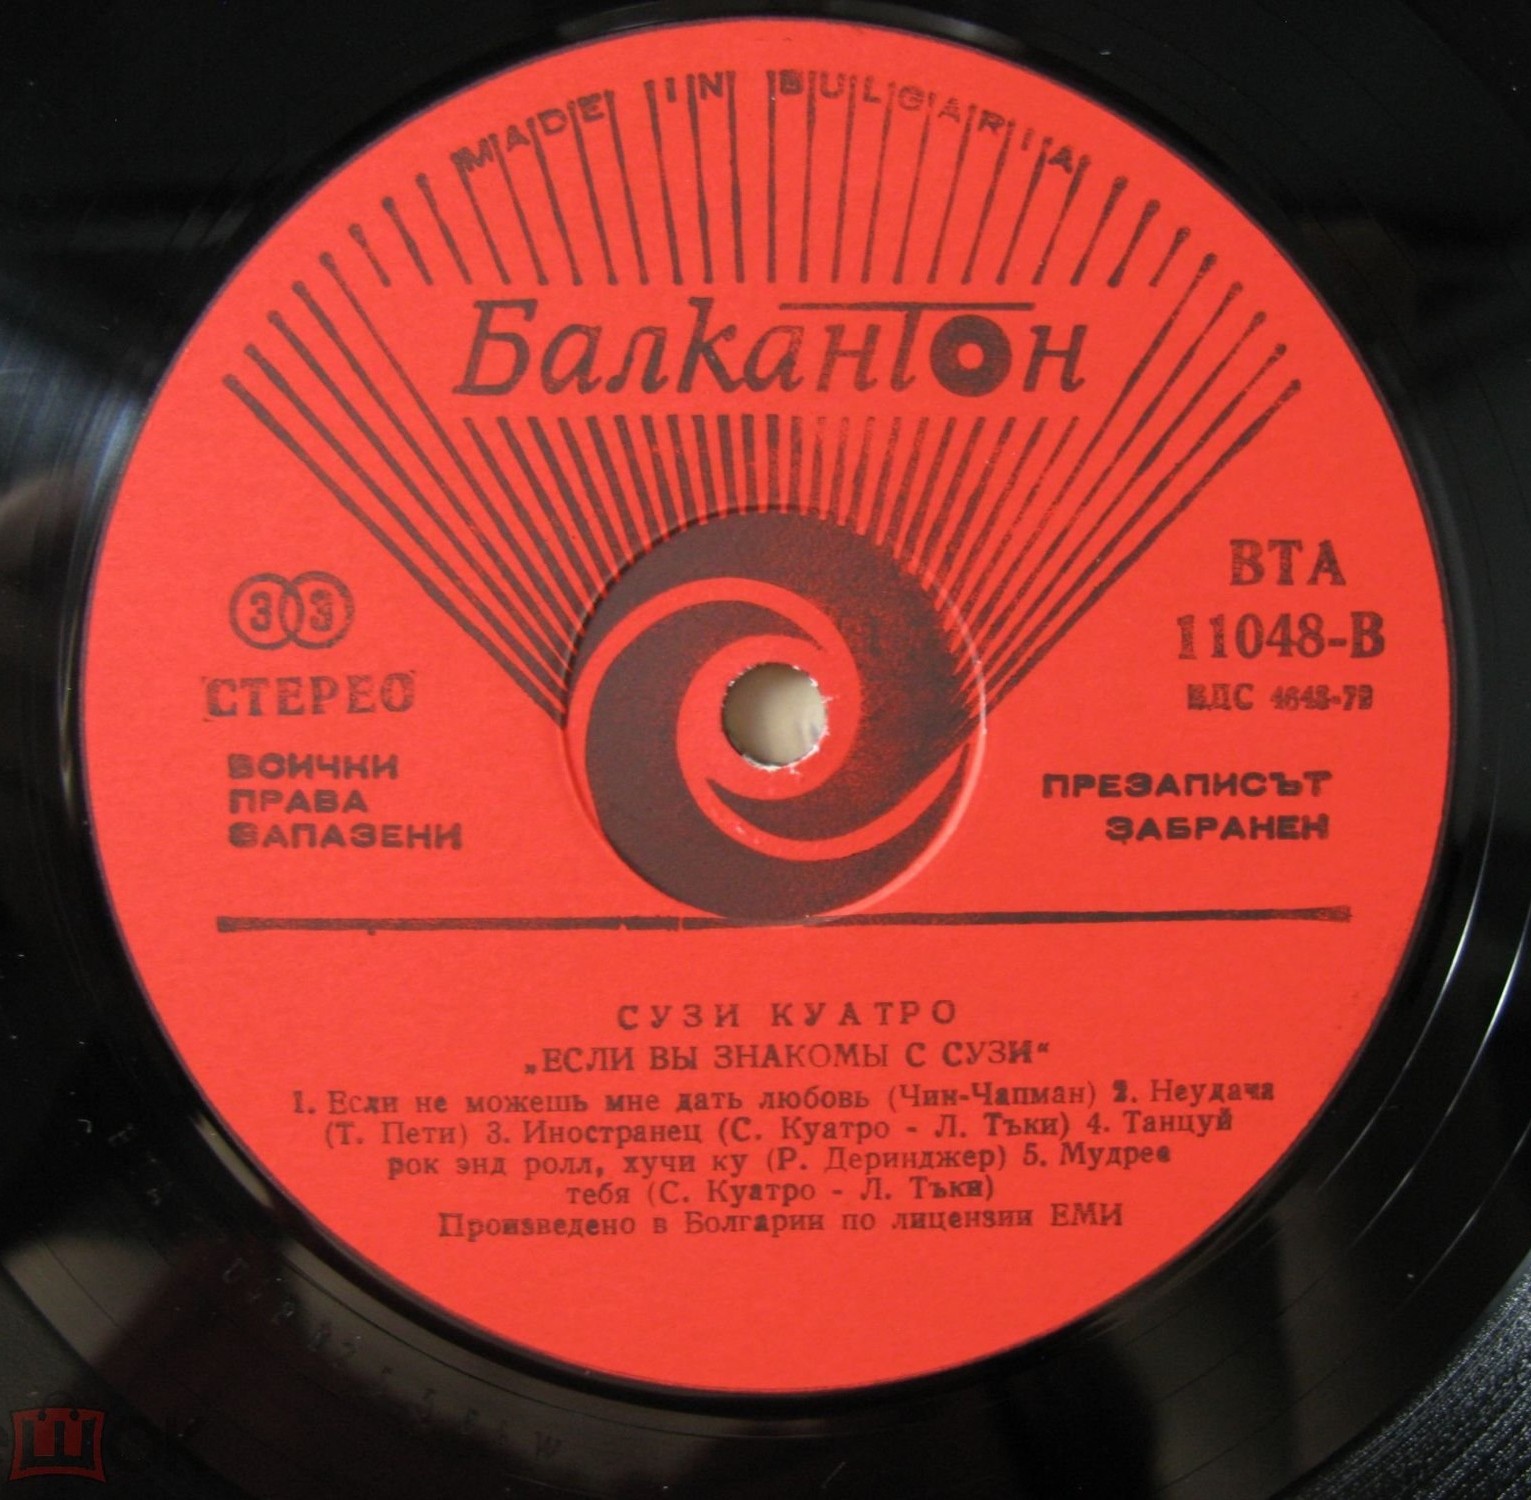 MADE IN BULGARIA
Балкантон
33
СТЕРЕО
ВСИЧКИ
ПРАВА
ЗАПАЗЕНИ
ВТА
11048-В
ВДС
ПРЕЗАПИСЪТ
ЗАБРАНЕН
СУЗИ КУАТРО
„ЕСЛИ ВЫ ЗНАКОМЫ С СУЗИ“
1. Если не можешь мне дать любовь (Чин-Чапман) 2. Неудача
(Т. Пети) 3. Иностранец (С. Куатро - Л. Тъки) 4. Танцуй
рок энд ролл, хучи ку (Р. Деринджер) 5. Мудрее
тебя (С. Куатро - Л. Тъки)
Произведено в Болгарии по лицензии ЕМИ